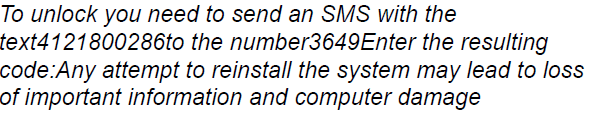 To unlock you need to send an SMS with the
text4121800286to the number3649Enter the resulting
code:Any attempt to reinstall the system may lead to loss
of important information and computer damage